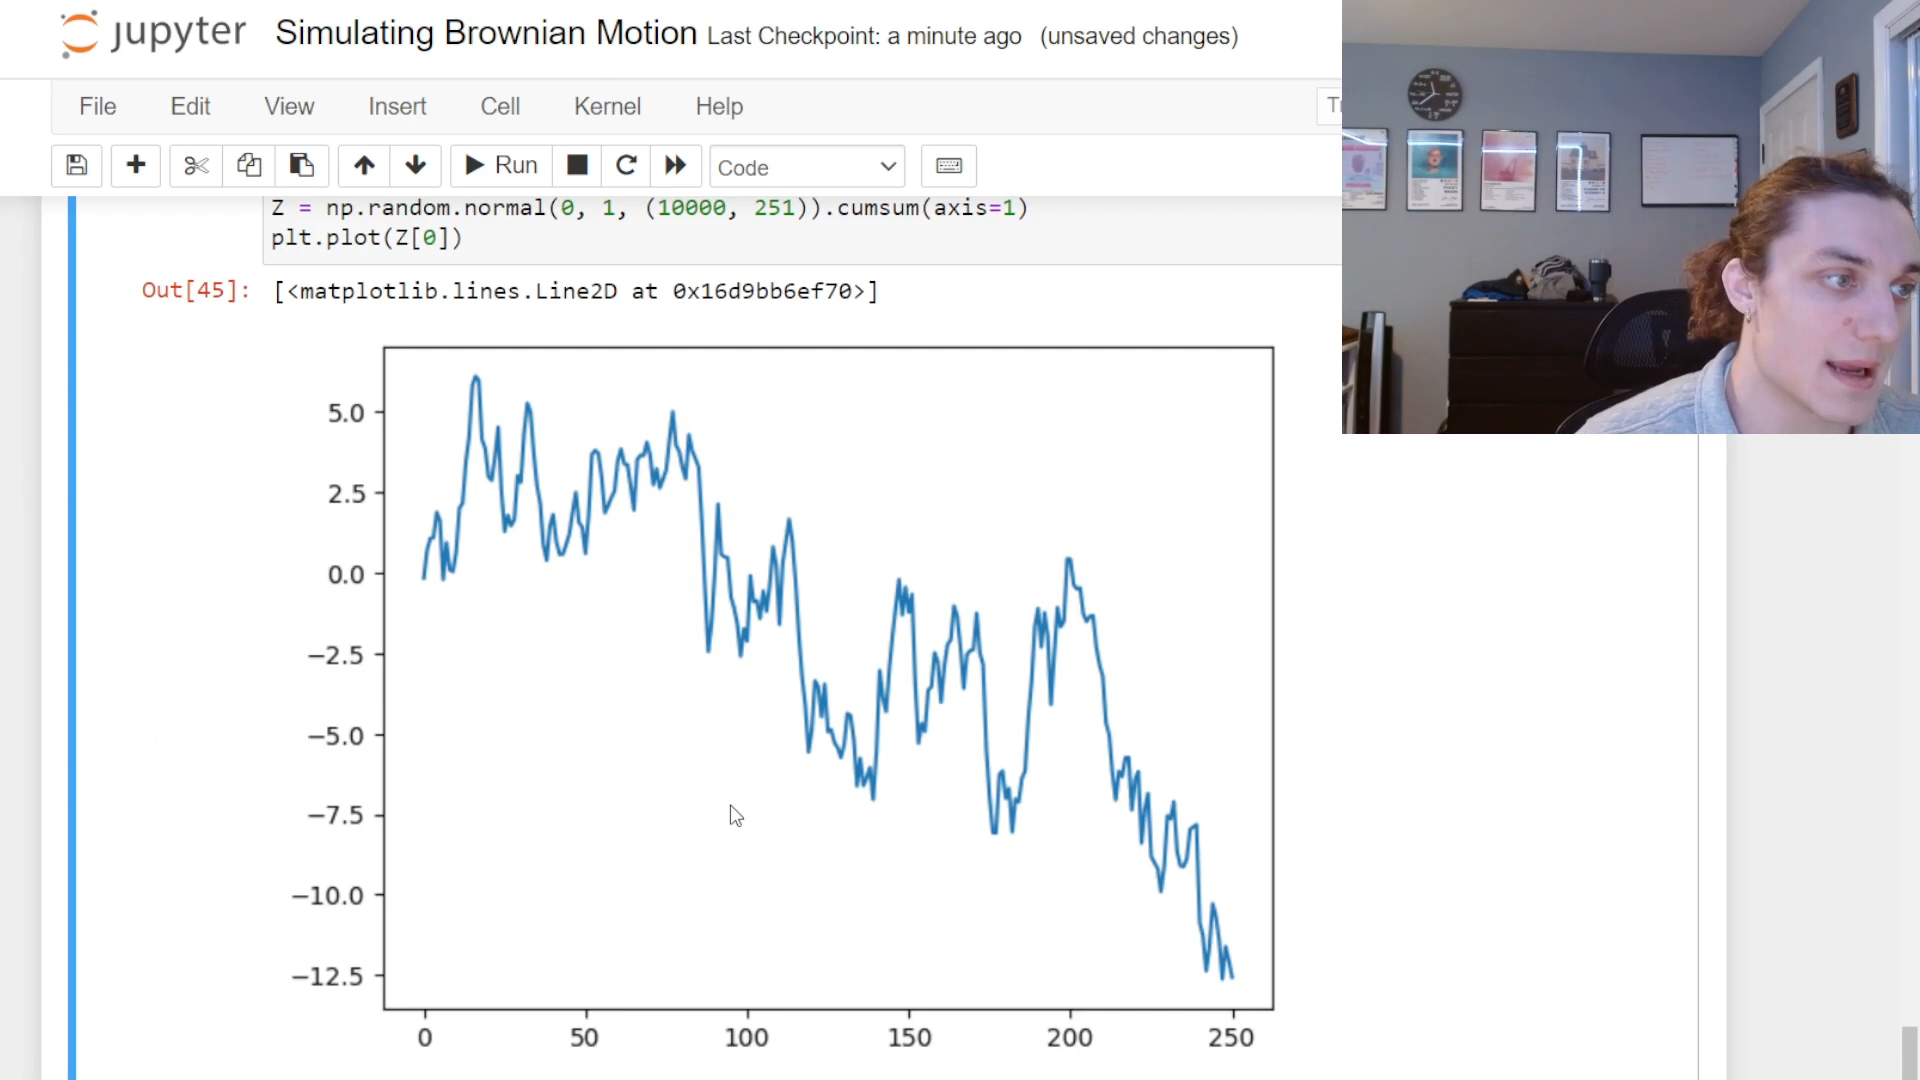 jupyter Simulating Brownian Motion Last Checkpoint: a minute ago (unsaved changes)
File Edit View Insert Cell Kernel Help
Run Code
Z = np.random.normal(0, 1, (10000, 251)).cumsum(axis=1)
plt.plot(Z[0])
Out[45]: [<matplotlib.lines.Line2D at 0x16d9bb6ef70>]
5.0
2.5
0.0
−2.5
−5.0
−7.5
−10.0
−12.5
0 50 100 150 200 250